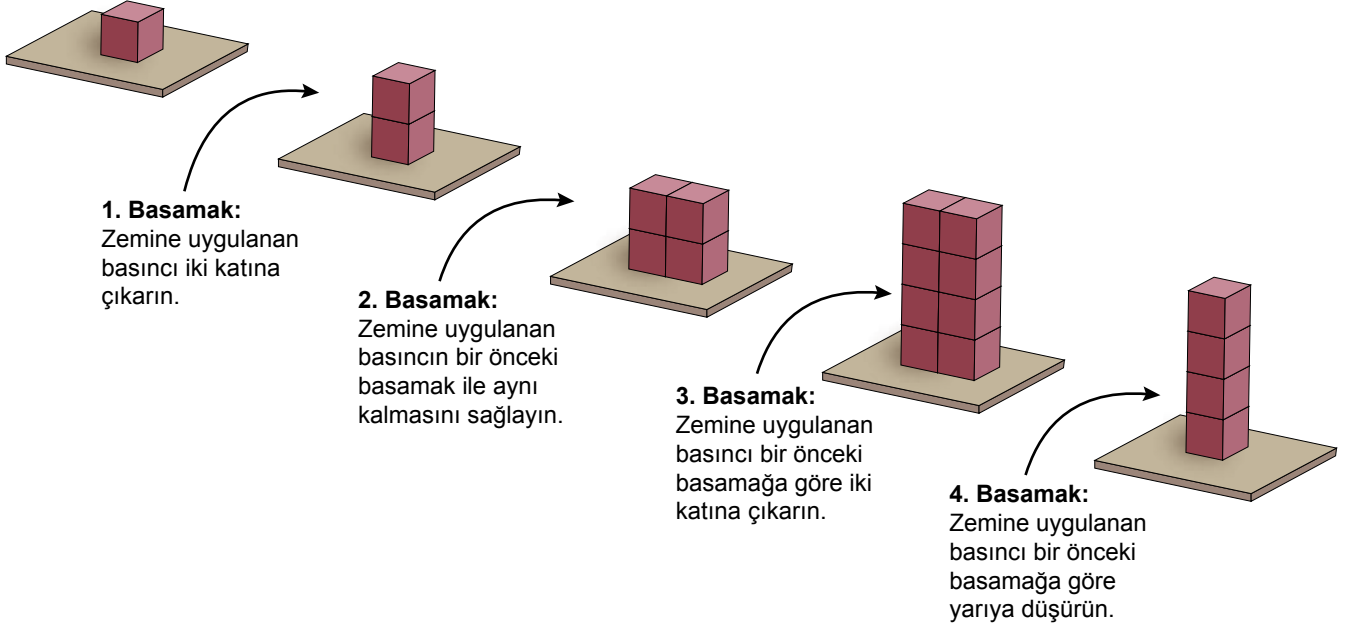 1. Basamak:
Zemine uygulanan
basıncı iki katına
çıkarın.
2. Basamak:
Zemine uygulanan
basıncın bir önceki
basamak ile aynı
kalmasını sağlayın.
3. Basamak:
Zemine uygulanan
basıncı bir önceki
basamağa göre iki
katına çıkarın.
4. Basamak:
Zemine uygulanan
basıncı bir önceki
basamağa göre
yarıya düşürün.